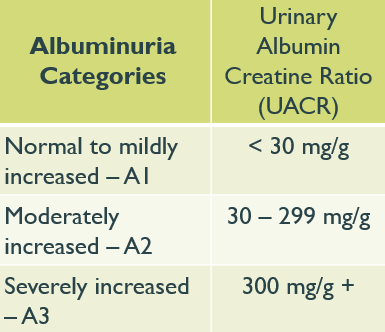 Albuminuria
Categories
Urinary
Albumin
Creatine Ratio
(UACR)
Normal to mildly
increased – A1
< 30 mg/g
Moderately
increased – A2
30 – 299 mg/g
Severely increased
– A3
300 mg/g +